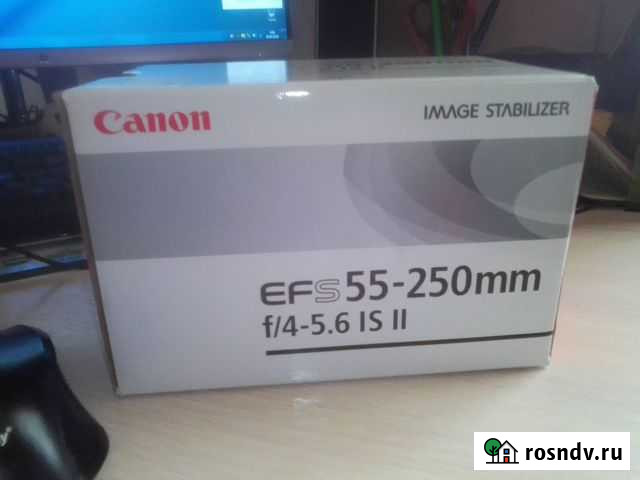 Canon
IMAGE STABILIZER
EFS 55-250mm
f/4-5.6 IS II
rosndv.ru